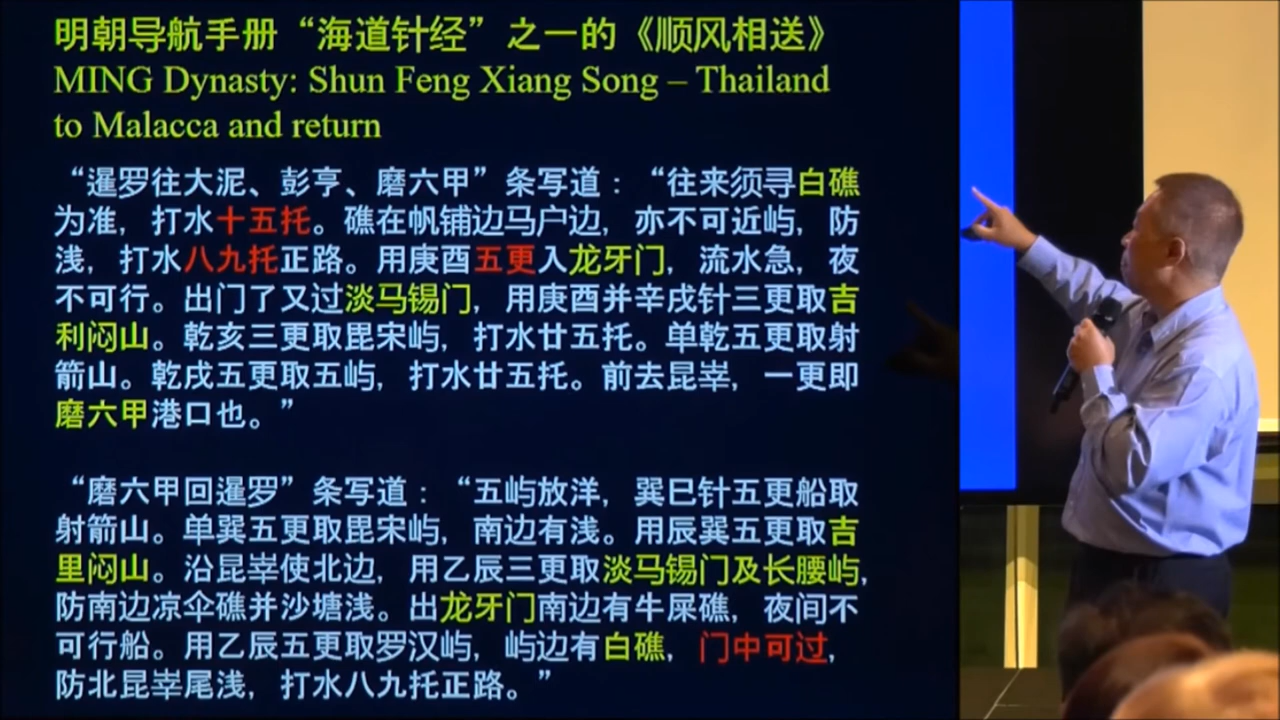 明朝导航手册“海道针经”之一的《顺风相送》
MING Dynasty: Shun Feng Xiang Song – Thailand
to Malacca and return
“暹罗往大泥、彭亨、磨六甲”条写道：“往来须寻白礁
为准，打水十五托。礁在帆铺边马户边，亦不可近屿，防
浅，打水八九托正路。用庚酉五更入龙牙门，流水急，夜
不可行。出门了又过淡马锡门，用庚酉并辛戌针三更取吉
利闷山。乾亥三更取毘宋屿，打水廿五托。单乾五更取射
箭山。乾戌五更取五屿，打水廿五托。前去昆宰，一更即
磨六甲港口也。”
“磨六甲回暹罗”条写道：“五屿放洋，巽巳针五更船取
射箭山。单巽五更取毘宋屿，南边有浅。用辰巽五更取吉
里闷山。沿昆宰使北边，用乙辰三更取淡马锡门及长腰屿，
防南边凉伞礁并沙塘浅。出龙牙门南边有牛屎礁，夜间不
可行船。用乙辰五更取罗汉屿，屿边有白礁，门中可过，
防北昆宰尾浅，打水八九托正路。”